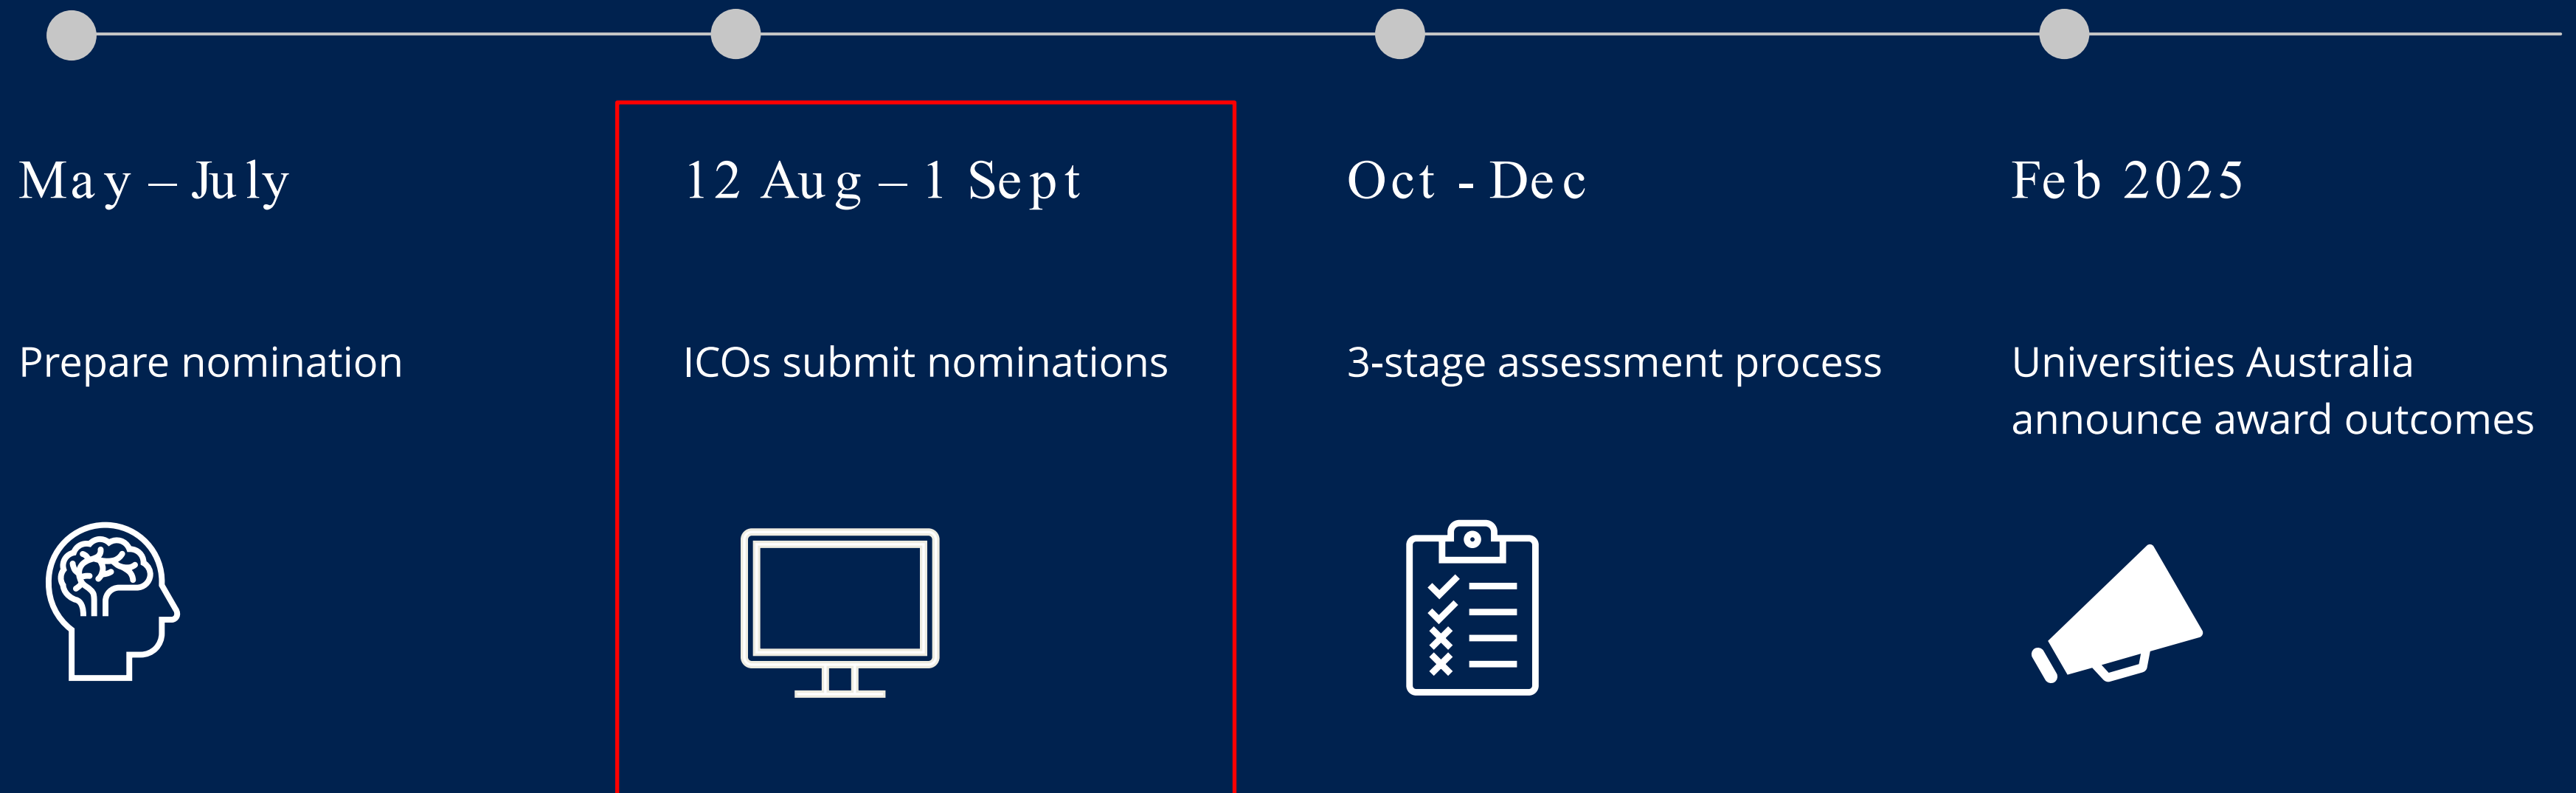 May – July
12 Aug – 1 Sept
Oct - Dec
Feb 2025
Prepare nomination
ICOs submit nominations
3-stage assessment process
Universities Australia
announce award outcomes